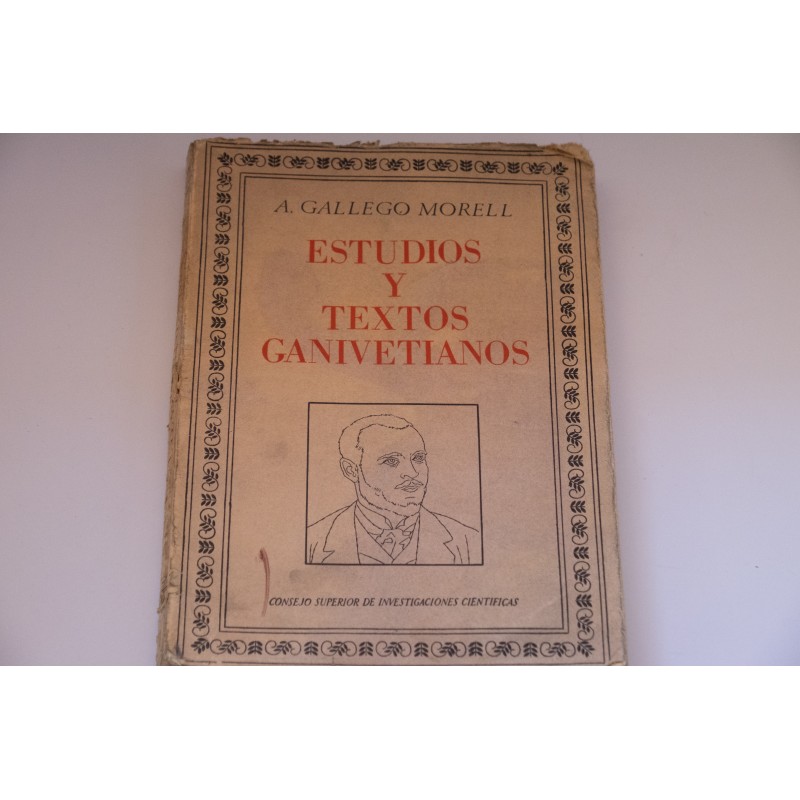 A. GALLEGO MORELL
ESTUDIOS
Y
TEXTOS
GANIVETIANOS
CONSEJO SUPERIOR DE INVESTIGACIONES CIENTIFICAS